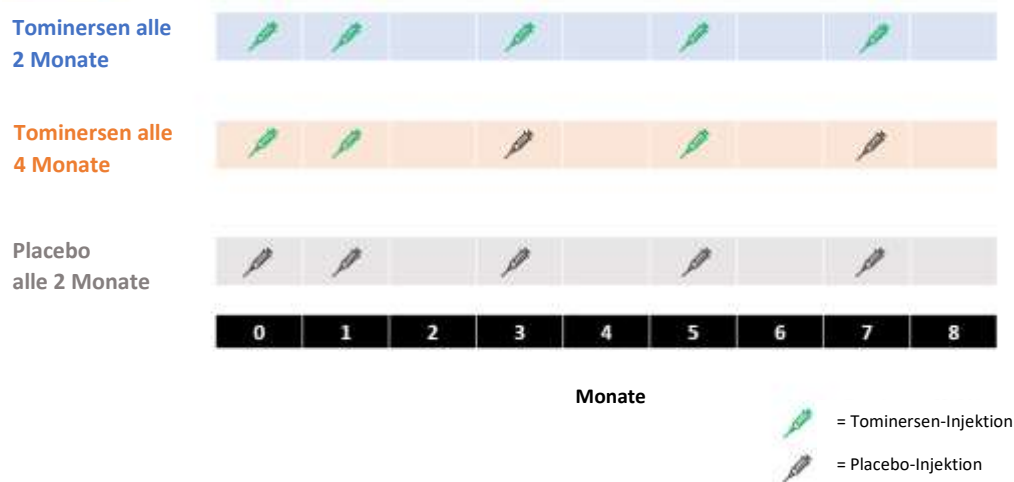 Tominersen alle
2 Monate
Tominersen alle
4 Monate
Placebo
alle 2 Monate
0 1 2 3 4 5 6 7 8
Monate
= Tominersen-Injektion
= Placebo-Injektion